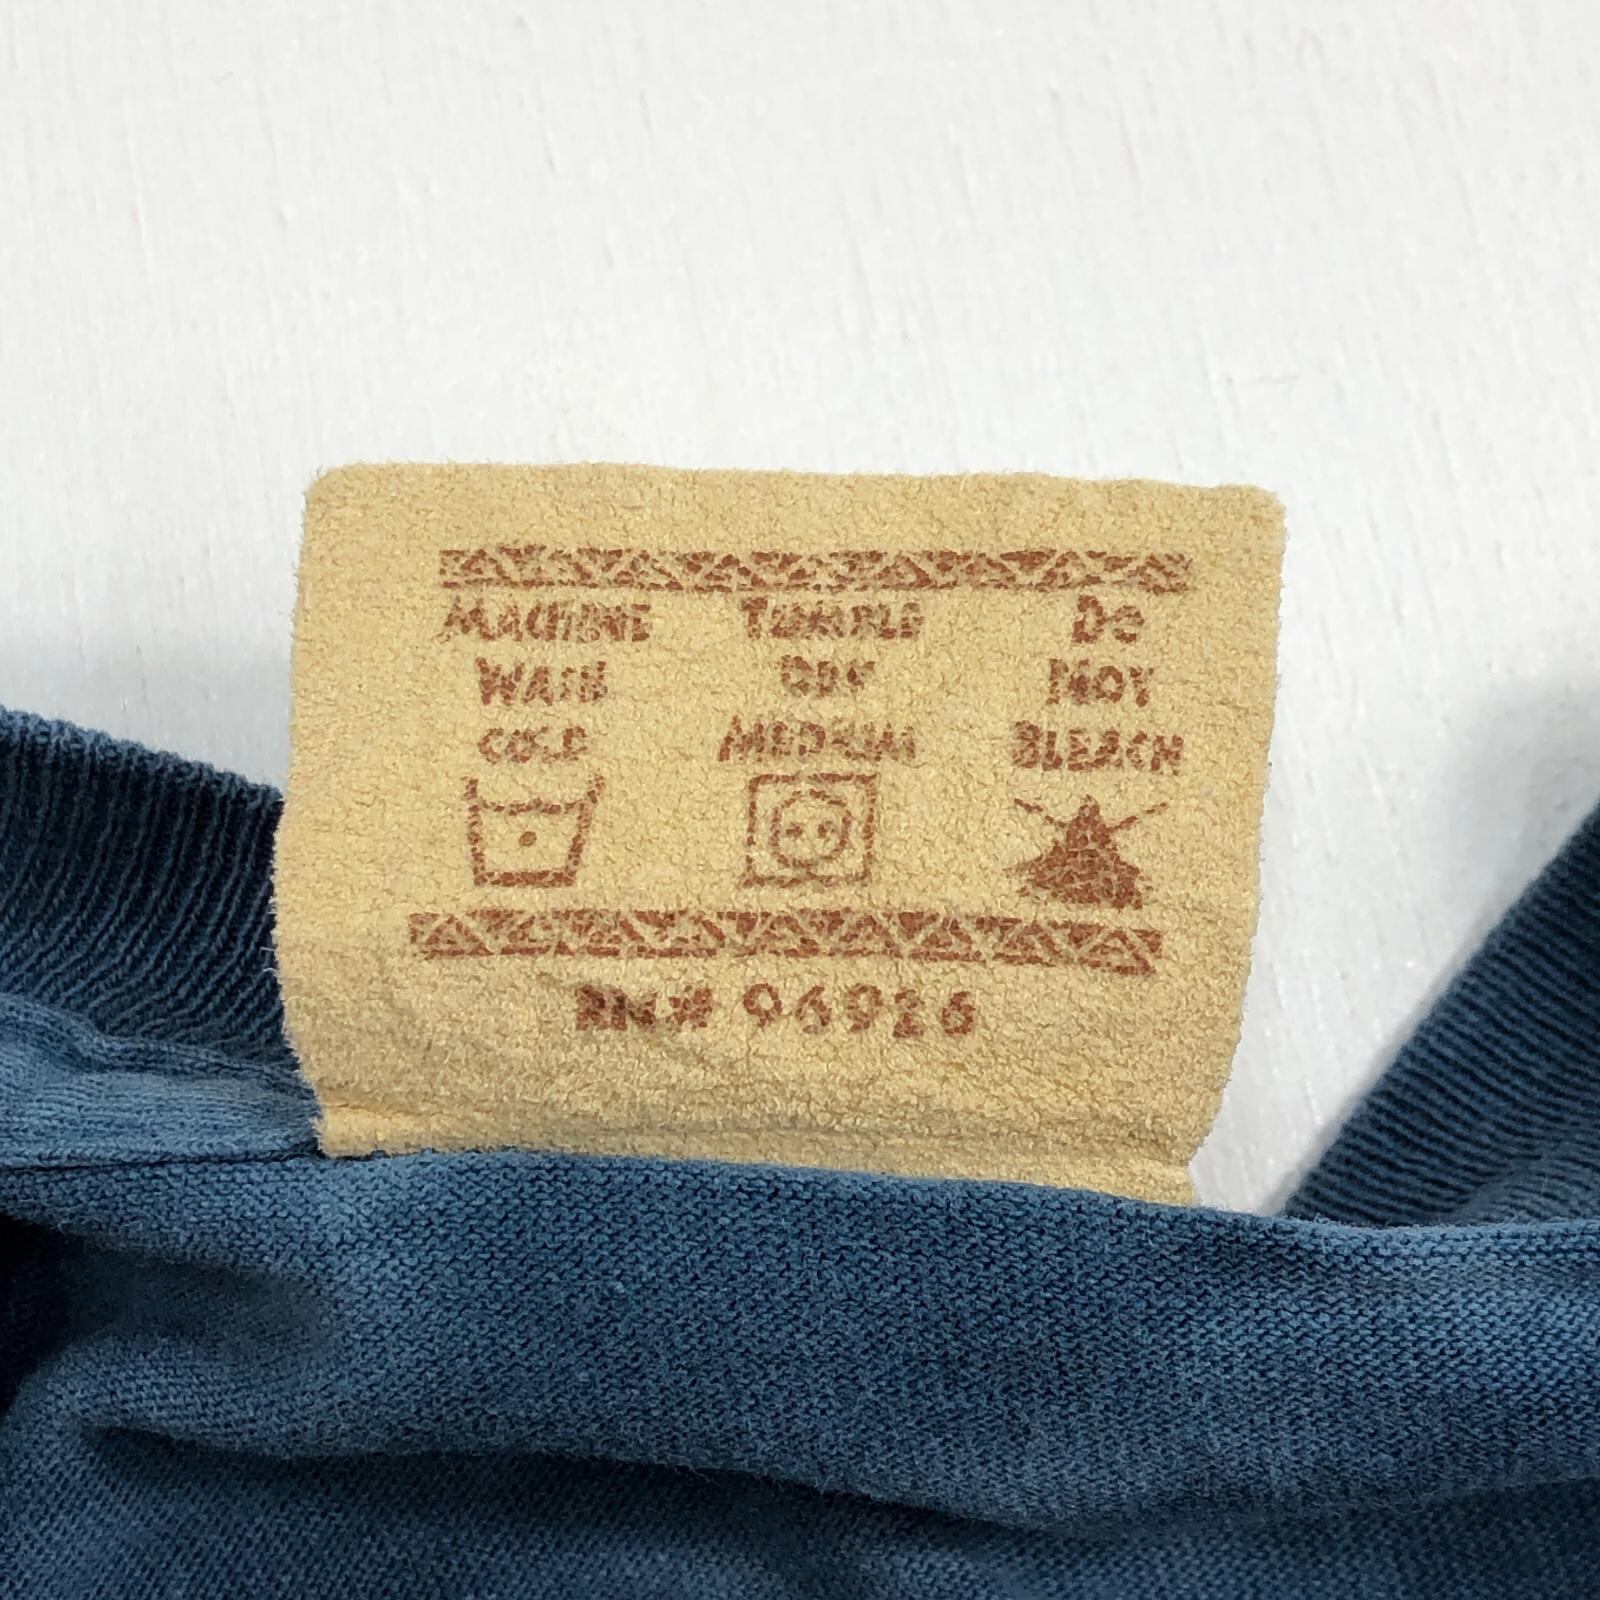 MACHINE TUMBLE DO
WASH DRY NOT
COLD MEDIUM BLEACH
RN# 96926